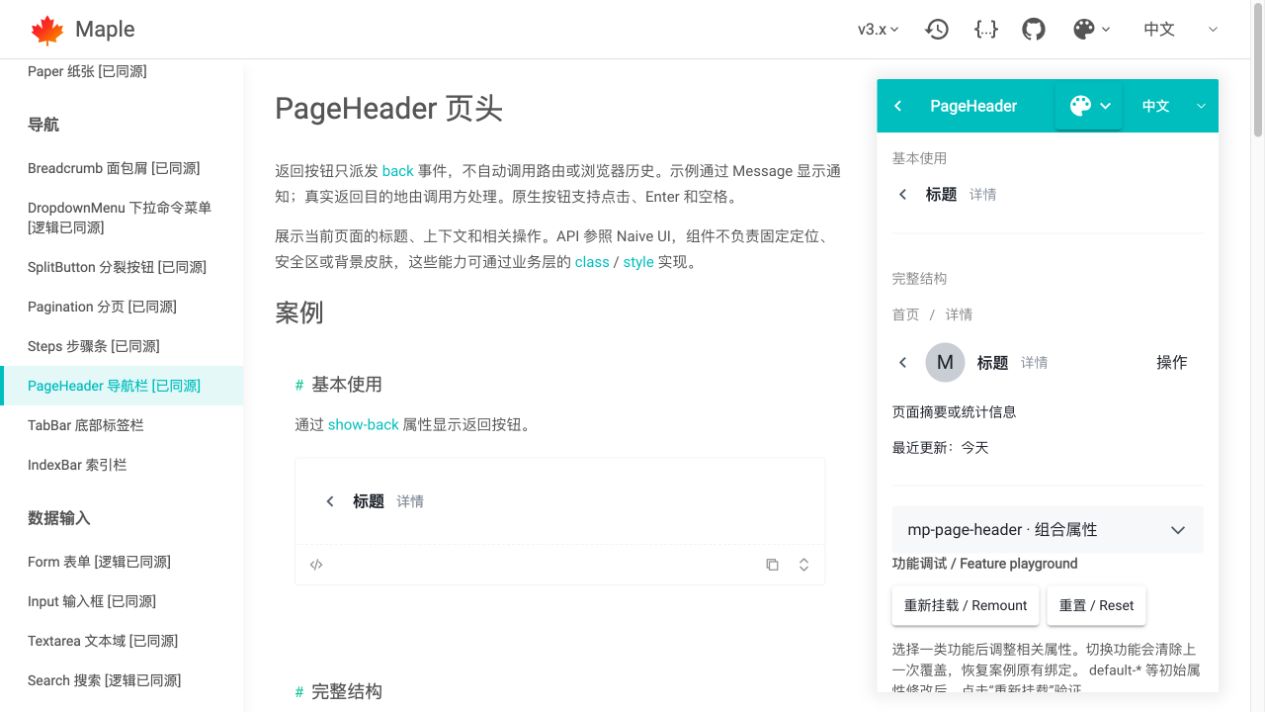 Maple
v3.x
{...}
中文
Paper 纸张 [已同源]
导航
Breadcrumb 面包屑 [已同源]
DropdownMenu 下拉命令菜单
[逻辑已同源]
SplitButton 分裂按钮 [已同源]
Pagination 分页 [已同源]
Steps 步骤条 [已同源]
PageHeader 导航栏 [已同源]
TabBar 底部标签栏
IndexBar 索引栏
数据输入
Form 表单 [逻辑已同源]
Input 输入框 [已同源]
Textarea 文本域 [已同源]
Search 搜索 [逻辑已同源]
PageHeader 页头
返回按钮只派发 back 事件，不自动调用路由或浏览器历史。示例通过 Message 显示通
知；真实返回目的地由调用方处理。原生按钮支持点击、Enter 和空格。
展示当前页面的标题、上下文和相关操作。API 参照 Naive UI，组件不负责固定定位、
安全区或背景皮肤，这些能力可通过业务层的 class / style 实现。
案例
# 基本使用
通过 show-back 属性显示返回按钮。
标题 详情
# 完整结构
PageHeader
中文
基本使用
标题 详情
完整结构
首页 / 详情
M 标题 详情 操作
页面摘要或统计信息
最近更新：今天
mp-page-header · 组合属性
功能调试 / Feature playground
重新挂载 / Remount
重置 / Reset
选择一类功能后调整相关属性。切换功能会清除上
一次覆盖，恢复案例原有绑定。 default-* 等初始属
性修改后，点击“重新挂载”验证